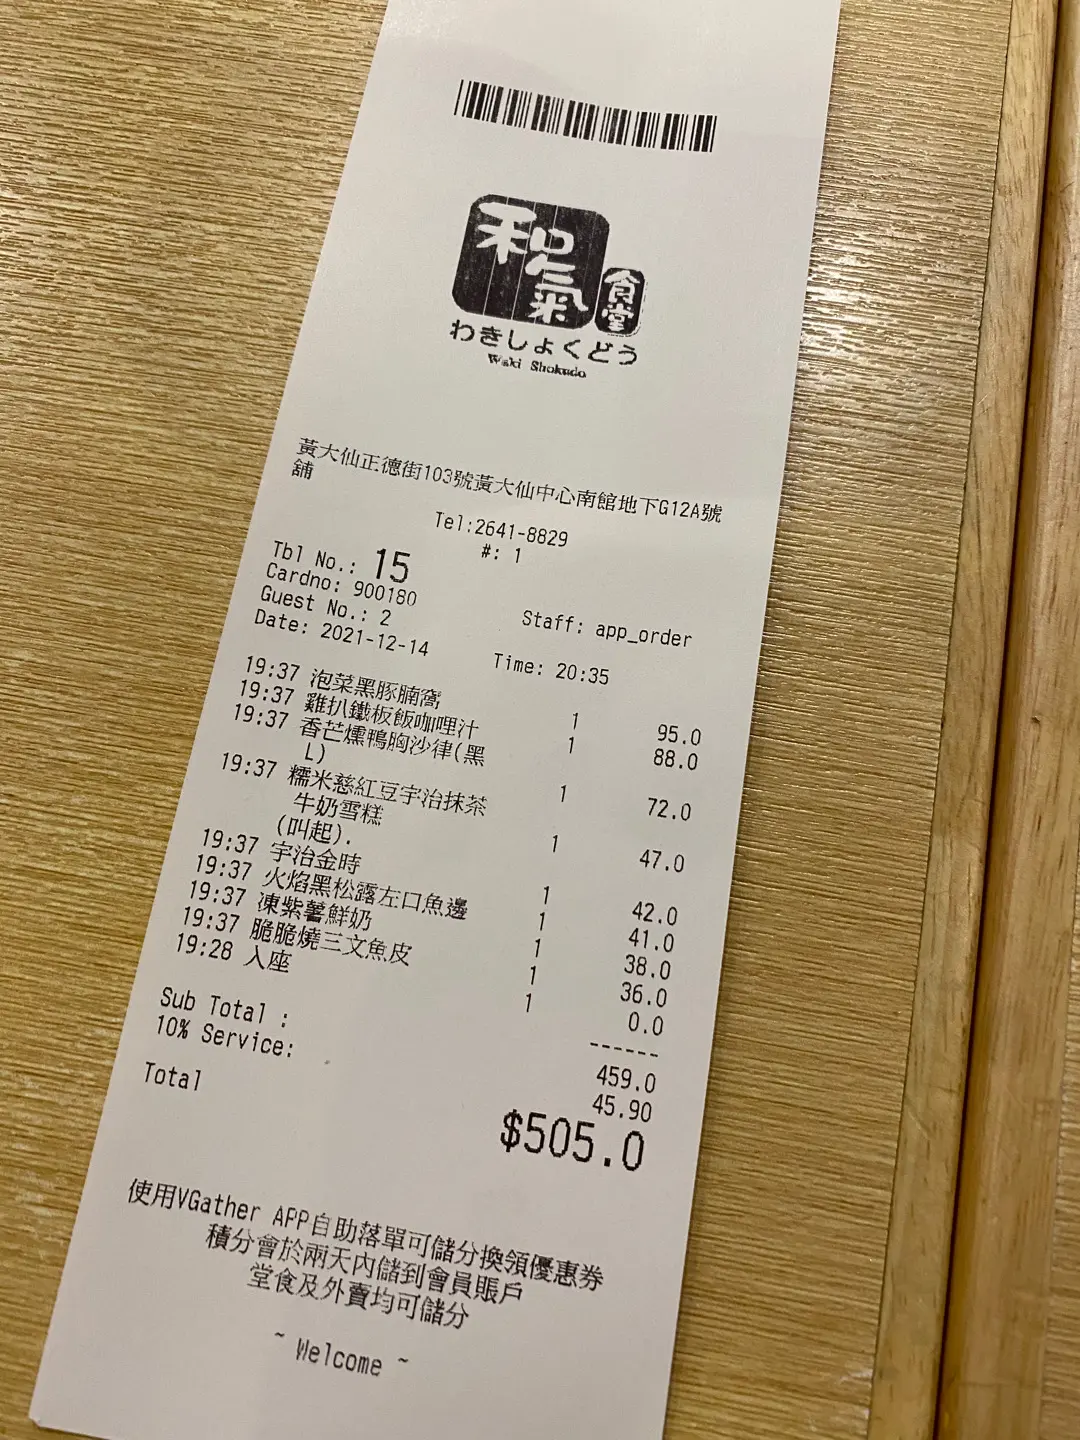 和氣食堂
わきしょくどう
Waki Shokudo
黃大仙正德街103號黃大仙中心南館地下G12A號
舖
Tel:2641-8829
#: 1
Tbl No.: 15
Cardno: 900180
Guest No.: 2 Staff: app_order
Date: 2021-12-14 Time: 20:35
19:37 泡菜黑豚腩窩 1 95.0
19:37 雞扒鐵板飯咖哩汁 1 88.0
19:37 香芒燻鴨胸沙律(黑
L) 1 72.0
19:37 糯米慈紅豆宇治抹茶
牛奶雪糕 1 47.0
(叫起).
19:37 宇治金時 1 42.0
19:37 火焰黑松露左口魚邊 1 41.0
19:37 凍紫薯鮮奶 1 38.0
19:37 脆脆燒三文魚皮 1 36.0
19:28 入座 1 0.0
------
Sub Total : 459.0
10% Service: 45.90
Total $505.0
使用VGather APP自助落單可儲分換領優惠券
積分會於兩天內儲到會員賬戶
堂食及外賣均可儲分
~ Welcome ~